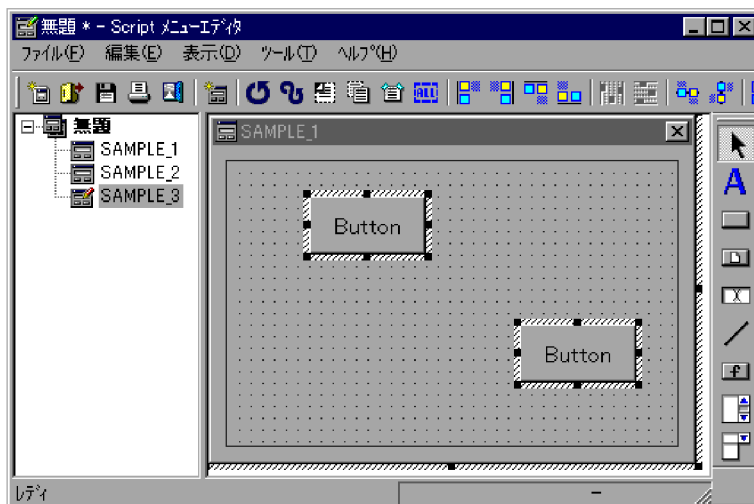 無題 * - Script ﾒﾆｭｰｴﾃﾞｨﾀ
ﾌｧｲﾙ(F) 編集(E) 表示(D) ﾂｰﾙ(T) ﾍﾙﾌﾟ(H)
ALL
無題
SAMPLE_1
SAMPLE_2
SAMPLE_3
SAMPLE_1
Button
Button
A
f
ﾚﾃﾞｨ